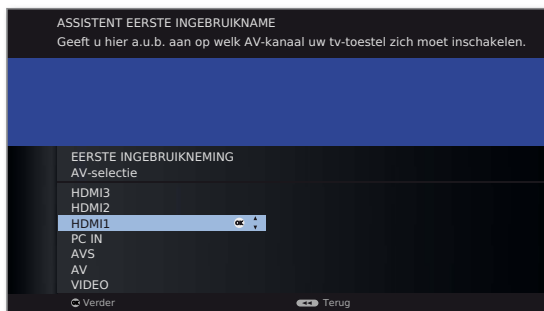 ASSISTENT EERSTE INGEBRUIKNAME
Geeft u hier a.u.b. aan op welk AV-kanaal uw tv-toestel zich moet inschakelen.
EERSTE INGEBRUIKNEMING
AV-selectie
HDMI3
HDMI2
HDMI1 OK
PC IN
AVS
AV
VIDEO
OK Verder Terug